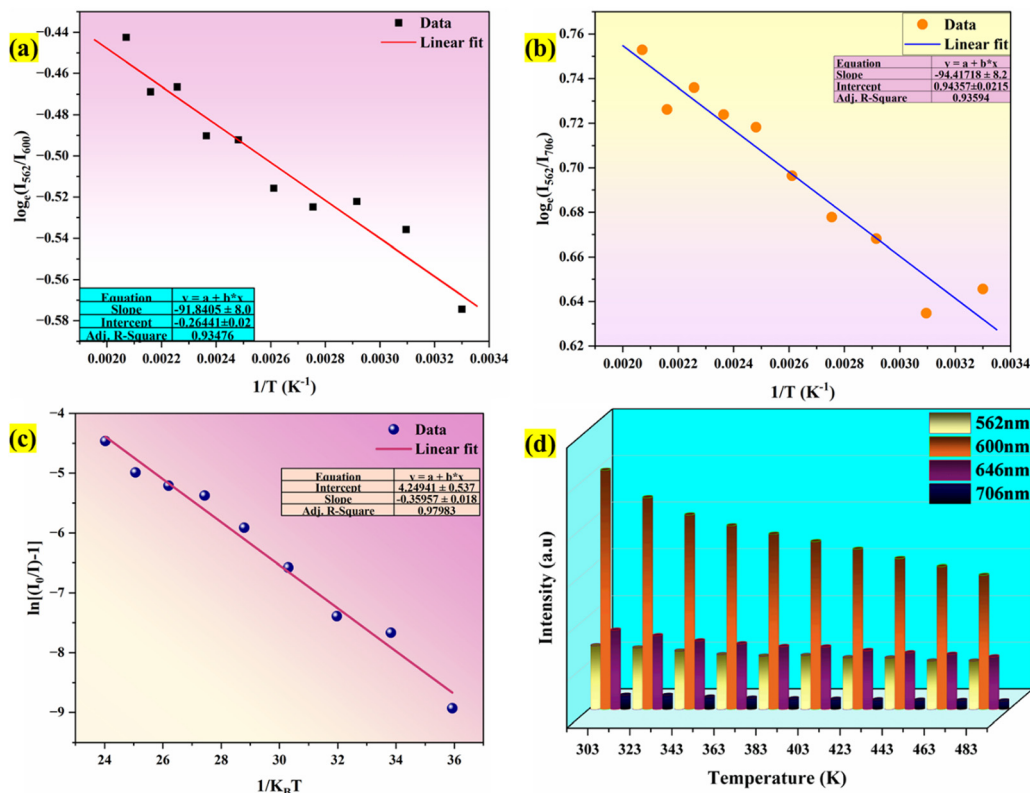 (a)
Data
Linear fit
−0.44
−0.46
−0.48
−0.50
−0.52
−0.54
−0.56
−0.58
logₑ(I₅₆₂/I₆₀₀)
Equation y = a + b*x
Slope -91.8405 ± 8.0
Intercept -0.26441±0.02
Adj. R-Square 0.93476
0.0020 0.0022 0.0024 0.0026 0.0028 0.0030 0.0032 0.0034
1/T (K⁻¹)
(b)
Data
Linear fit
0.76
0.74
0.72
0.70
0.68
0.66
0.64
0.62
logₑ(I₅₆₂/I₇₀₆)
Equation y = a + b*x
Slope -94.41718 ± 8.2
Intercept 0.94357±0.0215
Adj. R-Square 0.93594
0.0020 0.0022 0.0024 0.0026 0.0028 0.0030 0.0032 0.0034
1/T (K⁻¹)
(c)
Data
Linear fit
−4
−5
−6
−7
−8
−9
ln[(I₀/I)-1]
Equation y = a + b*x
Intercept 4.24941 ± 0.537
Slope -0.35957 ± 0.018
Adj. R-Square 0.97983
24 26 28 30 32 34 36
1/K_BT
(d)
562nm
600nm
646nm
706nm
Intensity (a.u)
303 323 343 363 383 403 423 443 463 483
Temperature (K)